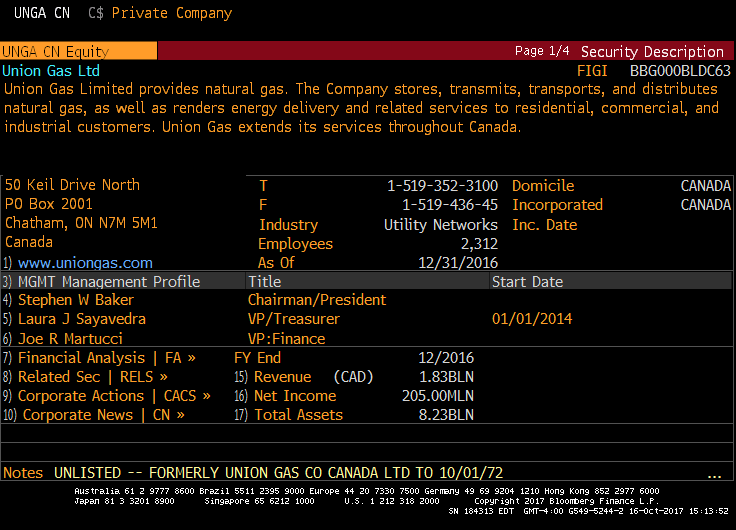 UNGA CN C$ Private Company
UNGA CN Equity Page 1/4 Security Description
Union Gas Ltd FIGI BBG000BLDC63
Union Gas Limited provides natural gas. The Company stores, transmits, transports, and distributes
natural gas, as well as renders energy delivery and related services to residential, commercial, and
industrial customers. Union Gas extends its services throughout Canada.
50 Keil Drive North T 1-519-352-3100 Domicile CANADA
PO Box 2001 F 1-519-436-45 Incorporated CANADA
Chatham, ON N7M 5M1 Industry Utility Networks Inc. Date
Canada Employees 2,312
1) www.uniongas.com As Of 12/31/2016
3) MGMT Management Profile Title Start Date
4) Stephen W Baker Chairman/President
5) Laura J Sayavedra VP/Treasurer 01/01/2014
6) Joe R Martucci VP:Finance
7) Financial Analysis | FA » FY End 12/2016
8) Related Sec | RELS » 15) Revenue (CAD) 1.83BLN
9) Corporate Actions | CACS » 16) Net Income 205.00MLN
10) Corporate News | CN » 17) Total Assets 8.23BLN
Notes UNLISTED -- FORMERLY UNION GAS CO CANADA LTD TO 10/01/72 ...
Australia 61 2 9777 8600 Brazil 5511 2395 9000 Europe 44 20 7330 7500 Germany 49 69 9204 1210 Hong Kong 852 2977 6000
Japan 81 3 3201 8900 Singapore 65 6212 1000 U.S. 1 212 318 2000 Copyright 2017 Bloomberg Finance L.P.
SN 184313 EDT GMT-4:00 G549-5244-2 16-Oct-2017 15:13:52